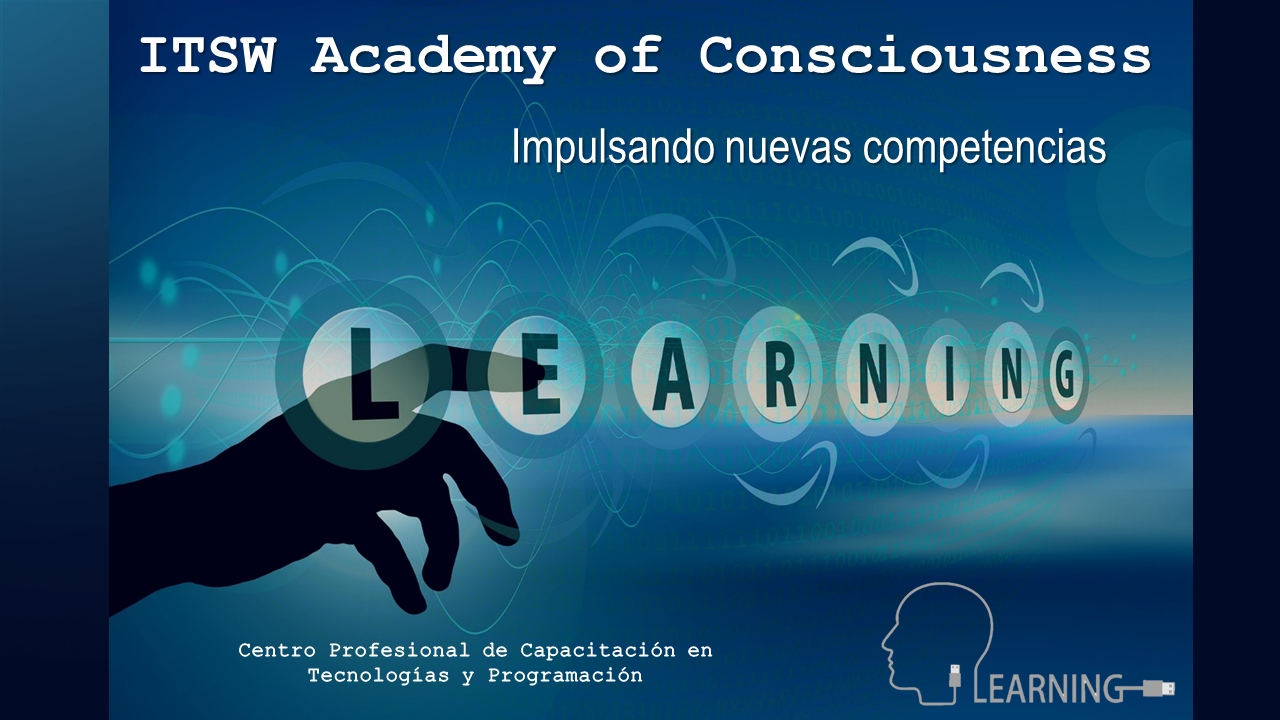 ITSW Academy of Consciousness
Impulsando nuevas competencias
LEARNING
Centro Profesional de Capacitación en
Tecnologías y Programación
LEARNING